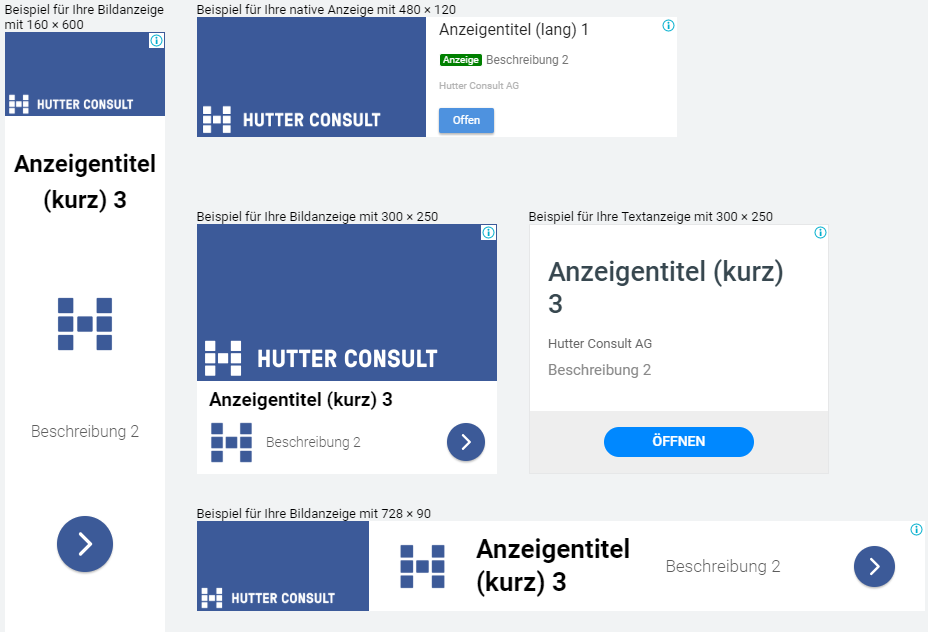 Beispiel für Ihre Bildanzeige
mit 160 × 600
HUTTER CONSULT
Anzeigentitel
(kurz) 3
Beschreibung 2
Beispiel für Ihre native Anzeige mit 480 × 120
HUTTER CONSULT
Anzeigentitel (lang) 1
Anzeige Beschreibung 2
Hutter Consult AG
Offen
Beispiel für Ihre Bildanzeige mit 300 × 250
HUTTER CONSULT
Anzeigentitel (kurz) 3
Beschreibung 2
Beispiel für Ihre Textanzeige mit 300 × 250
Anzeigentitel (kurz)
3
Hutter Consult AG
Beschreibung 2
ÖFFNEN
Beispiel für Ihre Bildanzeige mit 728 × 90
HUTTER CONSULT
Anzeigentitel
(kurz) 3
Beschreibung 2